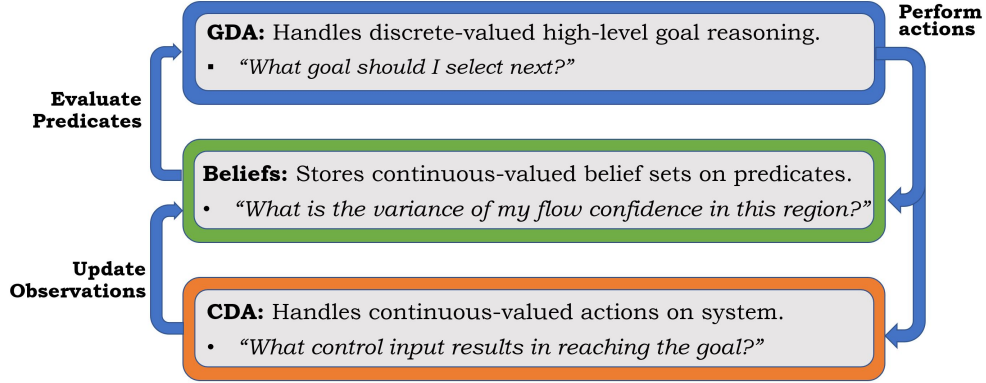 Perform
actions
GDA: Handles discrete-valued high-level goal reasoning.
▪ “What goal should I select next?”
Evaluate
Predicates
Beliefs: Stores continuous-valued belief sets on predicates.
• “What is the variance of my flow confidence in this region?”
Update
Observations
CDA: Handles continuous-valued actions on system.
• “What control input results in reaching the goal?”